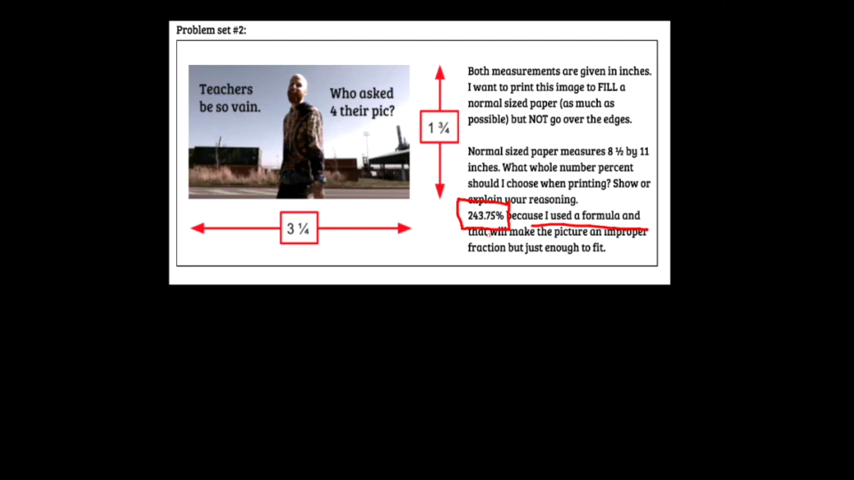 Problem set #2:
Teachers
be so vain.
Who asked
4 their pic?
1 ¾
3 ¼
Both measurements are given in inches.
I want to print this image to FILL a
normal sized paper (as much as
possible) but NOT go over the edges.
Normal sized paper measures 8 ½ by 11
inches. What whole number percent
should I choose when printing? Show or
explain your reasoning.
243.75% because I used a formula and
that will make the picture an improper
fraction but just enough to fit.